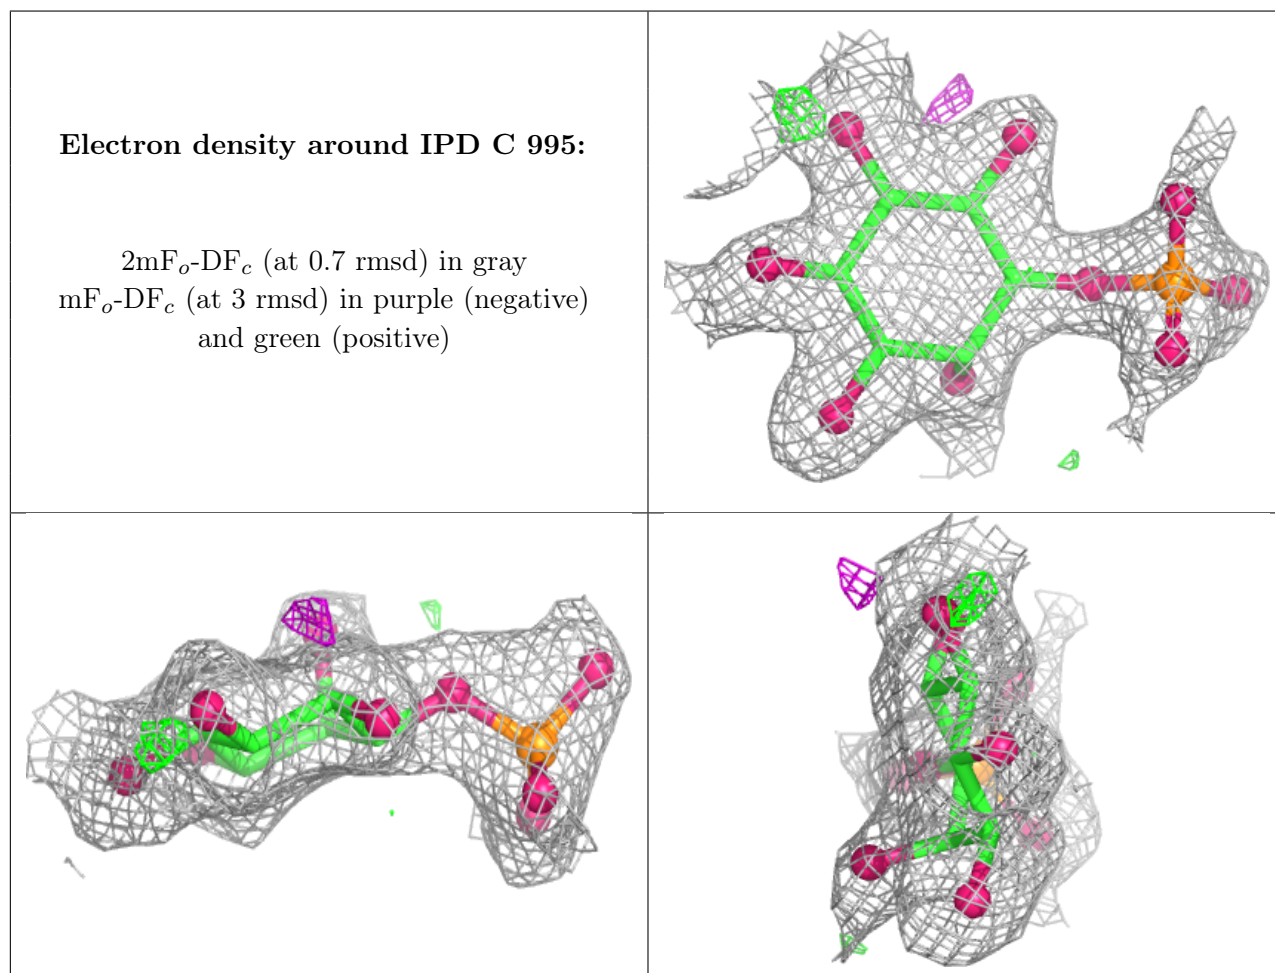 Electron density around IPD C 995:
2mFo-DFc (at 0.7 rmsd) in gray
mFo-DFc (at 3 rmsd) in purple (negative)
and green (positive)